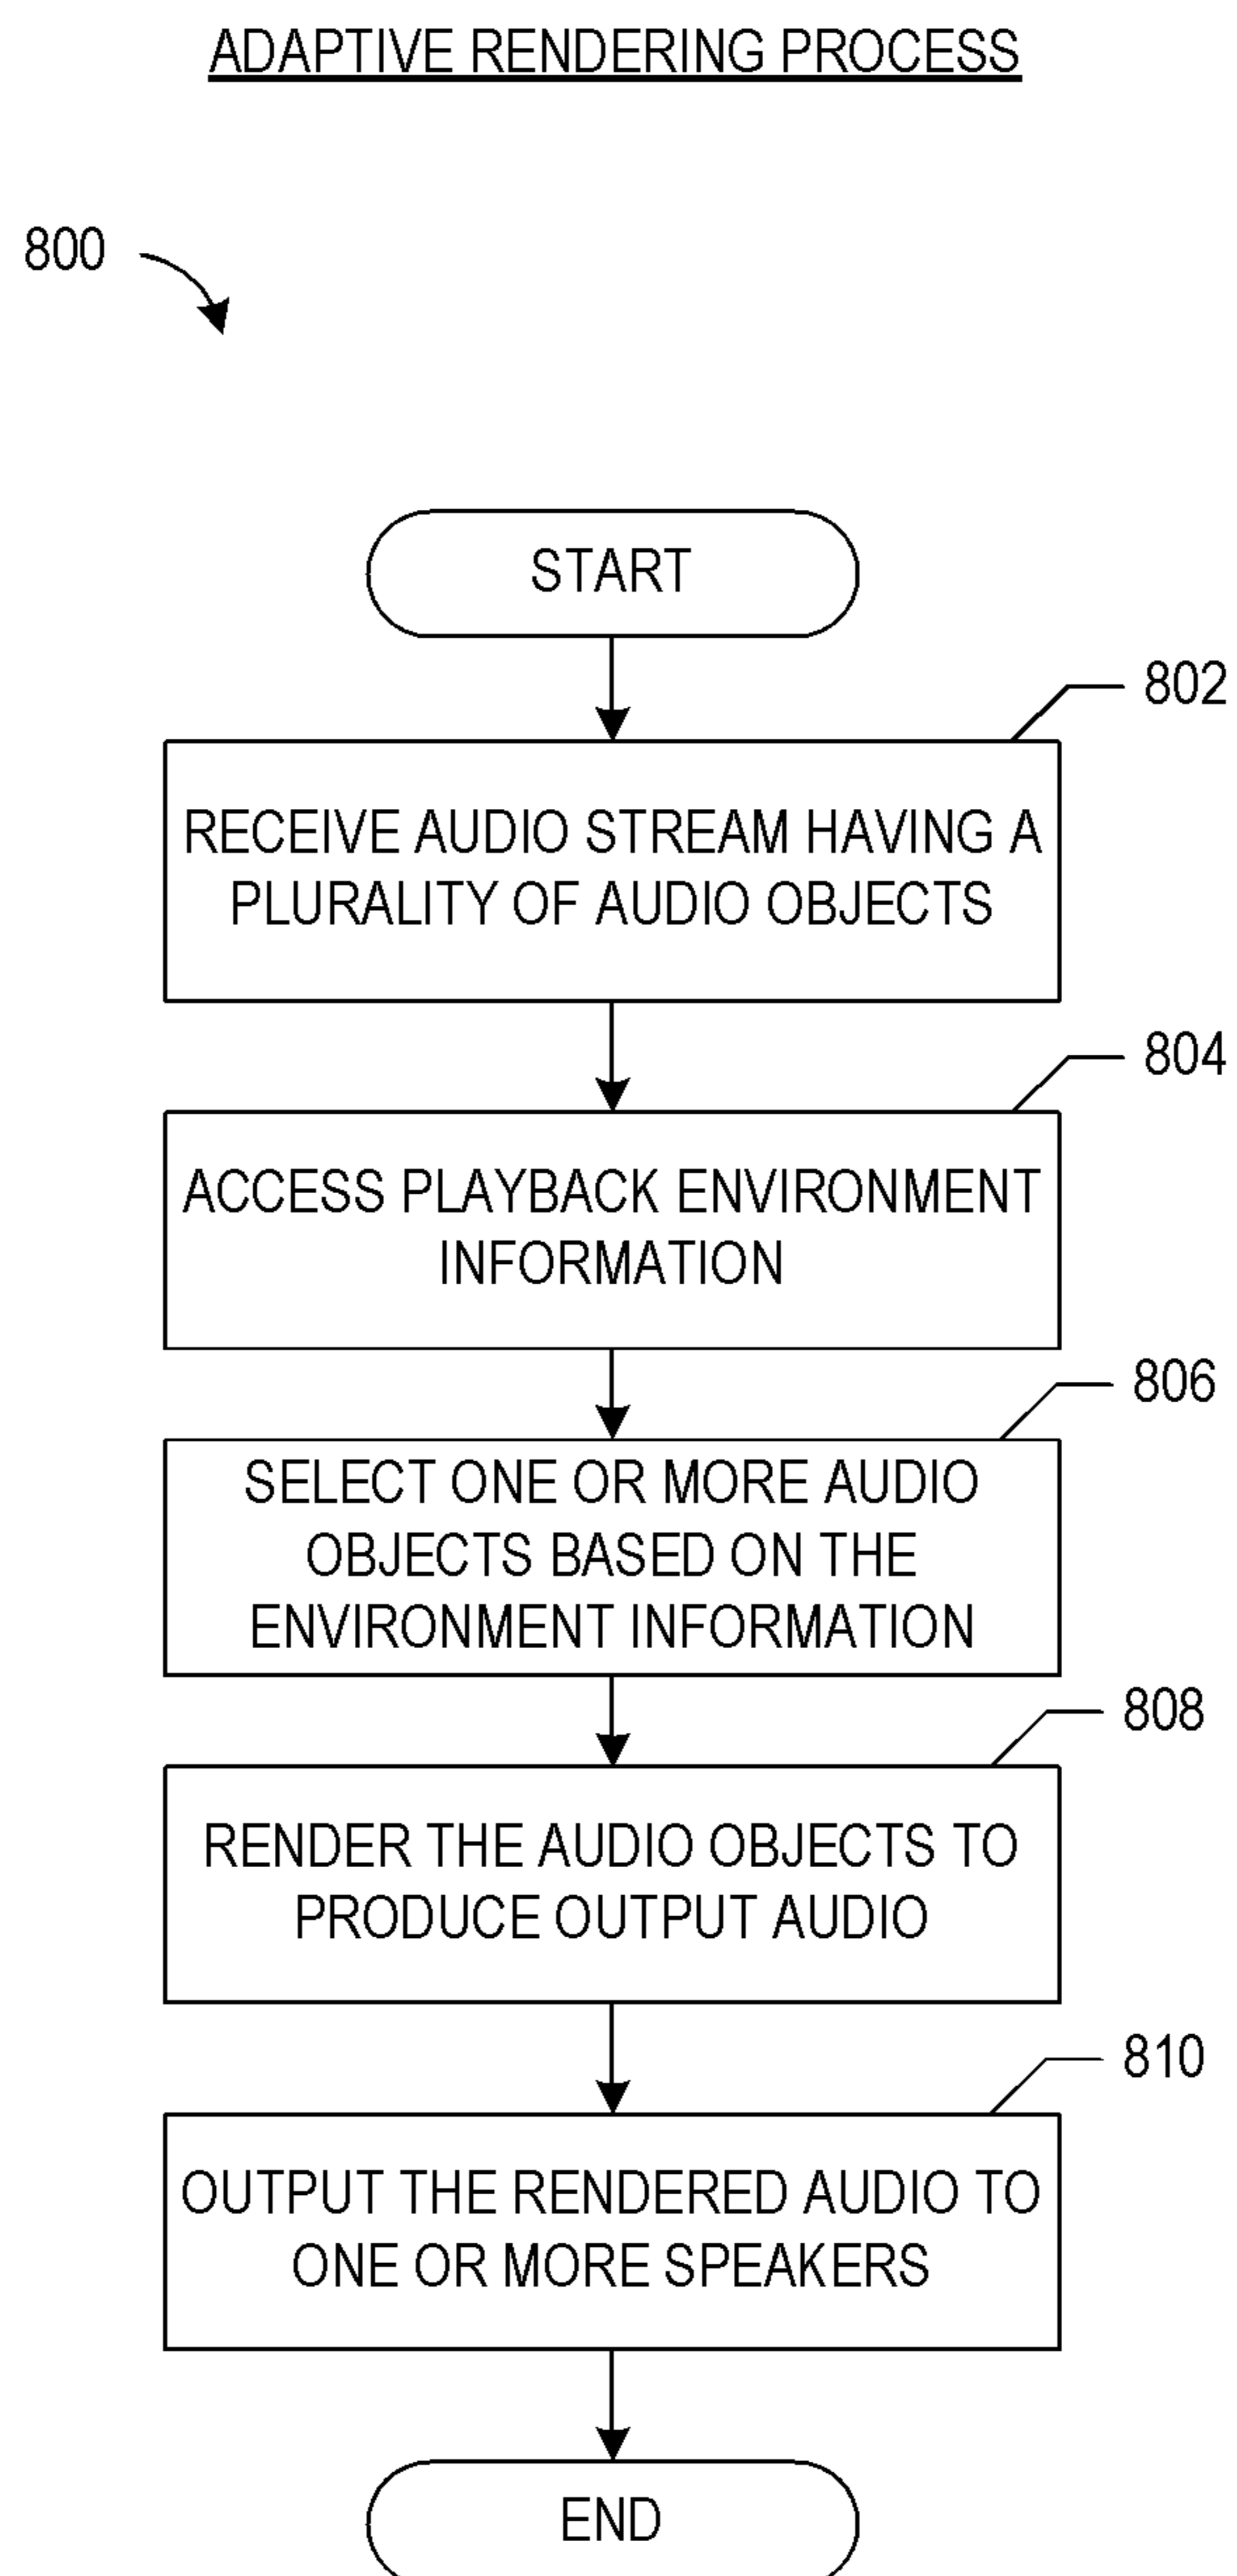 ADAPTIVE RENDERING PROCESS
800
START
802
RECEIVE AUDIO STREAM HAVING A
PLURALITY OF AUDIO OBJECTS
804
ACCESS PLAYBACK ENVIRONMENT
INFORMATION
806
SELECT ONE OR MORE AUDIO
OBJECTS BASED ON THE
ENVIRONMENT INFORMATION
808
RENDER THE AUDIO OBJECTS TO
PRODUCE OUTPUT AUDIO
810
OUTPUT THE RENDERED AUDIO TO
ONE OR MORE SPEAKERS
END